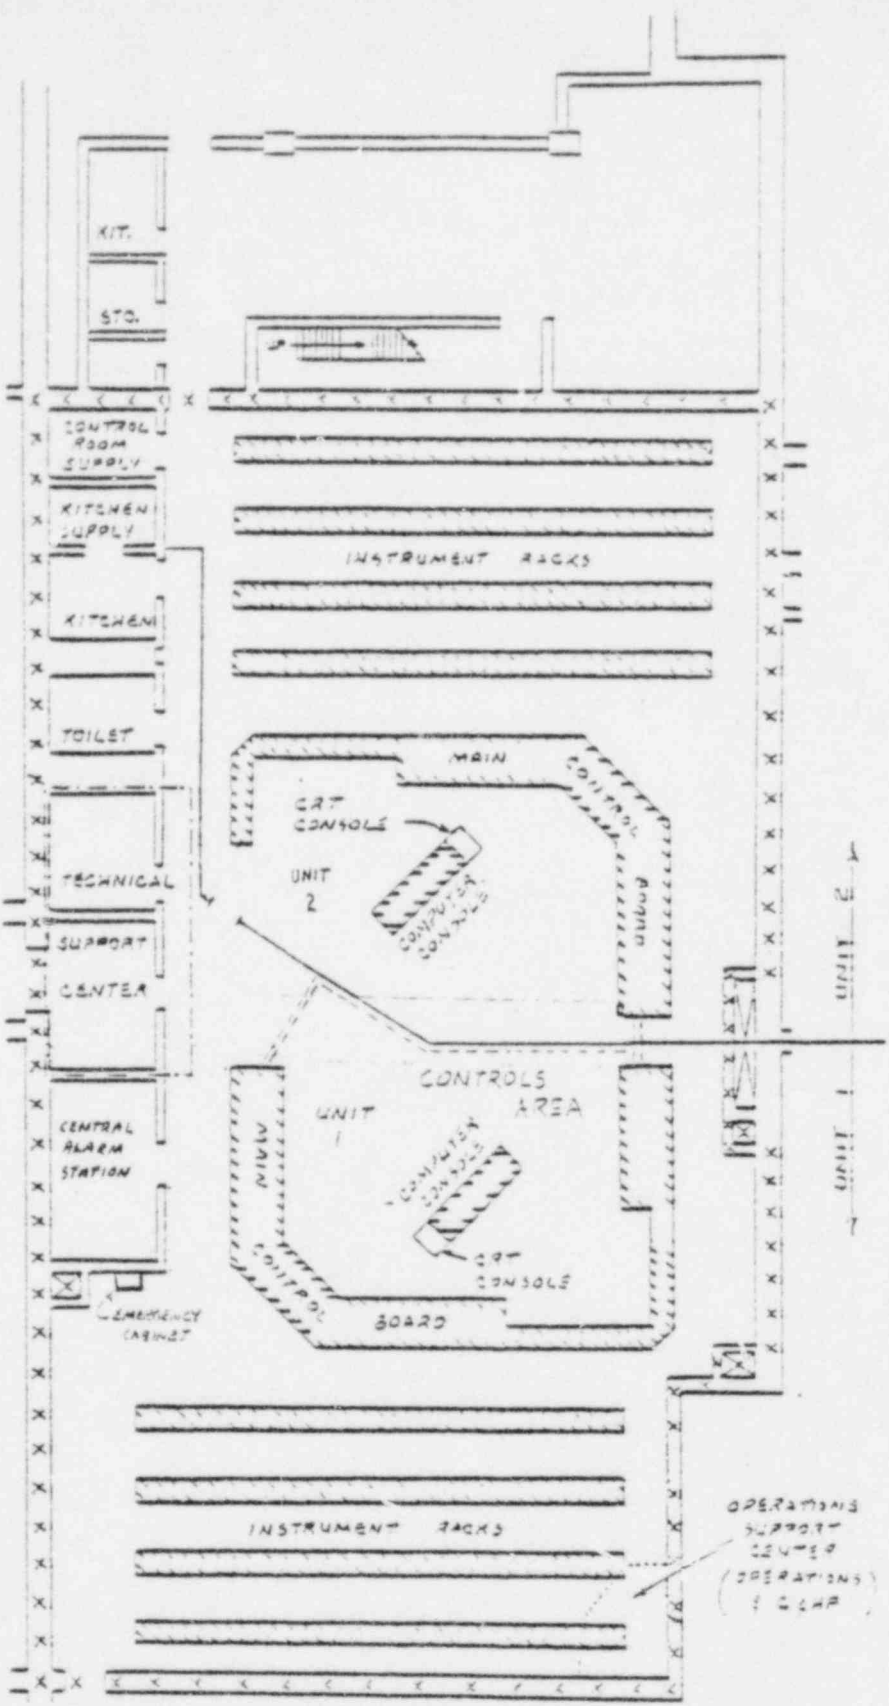 KIT.
STO.
CONTROL
ROOM
SUPPLY
KITCHEN
SUPPLY
INSTRUMENT RACKS
KITCHEN
TOILET
MAIN
CONTROL
BOARD
CRT
CONSOLE
UNIT
2
COMPUTER
CONSOLE
TECHNICAL
SUPPORT
CENTER
UNIT 2
UNIT 1
CONTROLS
AREA
UNIT
1
MAIN
CONTROL
BOARD
COMPUTER
CONSOLE
CRT
CONSOLE
CENTRAL
ALARM
STATION
EMERGENCY
CABINET
INSTRUMENT RACKS
OPERATIONS
SUPPORT
CENTER
(OPERATIONS)